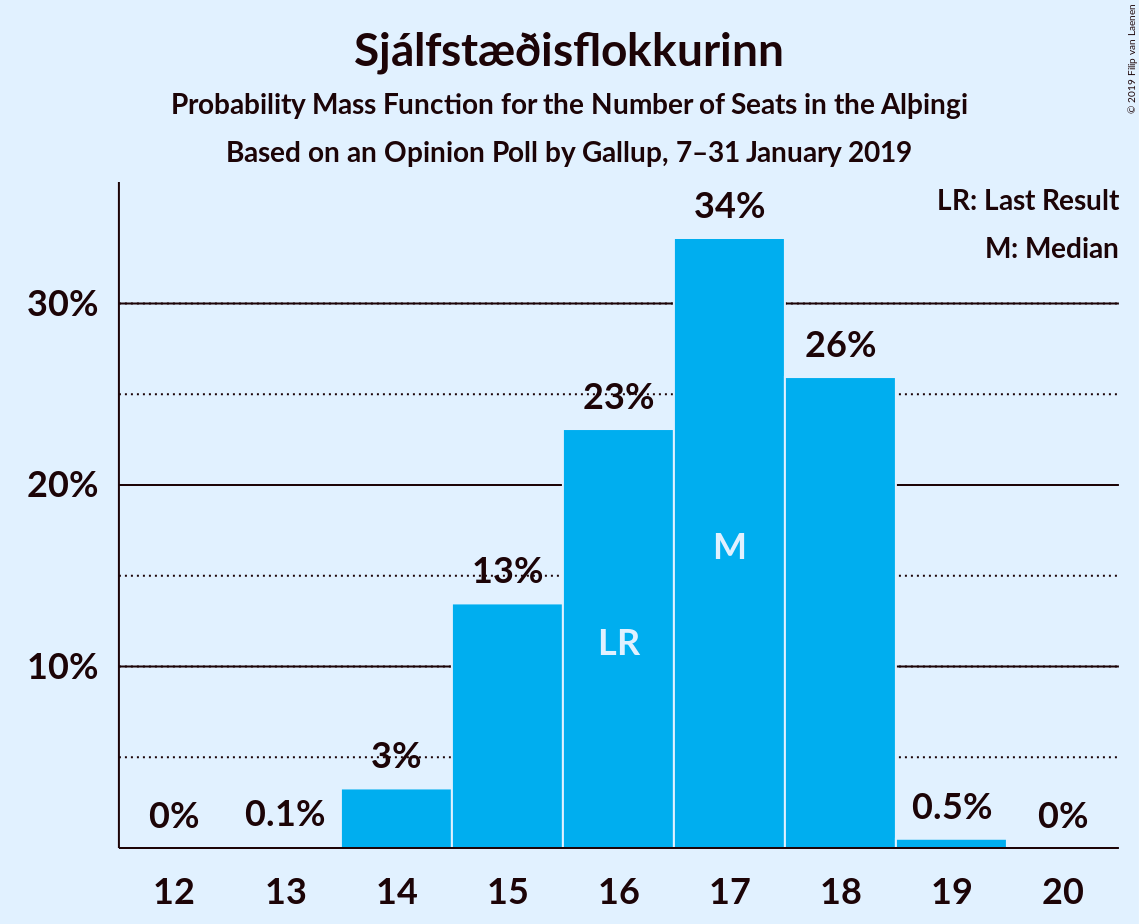 Sjálfstæðisflokkurinn
Probability Mass Function for the Number of Seats in the Alþingi
Based on an Opinion Poll by Gallup, 7–31 January 2019
© 2019 Filip van Laenen
LR: Last Result
M: Median
30%
20%
10%
0%
0.1%
3%
13%
23%
34%
26%
0.5%
0%
LR
M
12 13 14 15 16 17 18 19 20